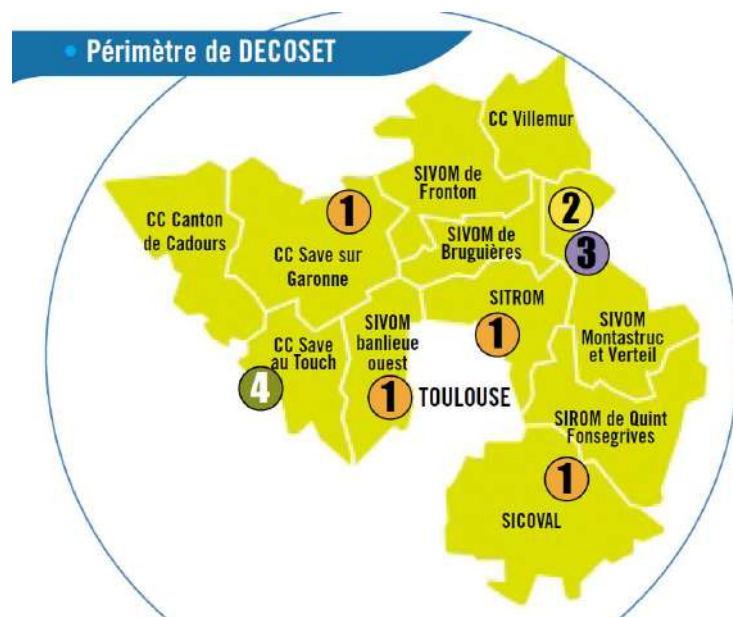 • Périmètre de DECOSET
CC Villemur
SIVOM de
Fronton
CC Canton
de Cadours
1
2
SIVOM de
Bruguières
3
CC Save sur
Garonne
SITROM
SIVOM
banlieue
ouest
1
SIVOM
Montastruc
et Verteil
CC Save
au Touch
4
1
TOULOUSE
SIROM de Quint
Fonsegrives
1
SICOVAL